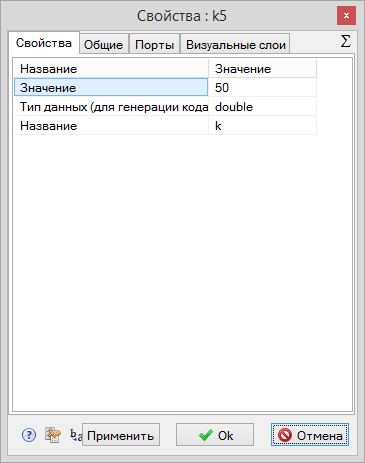 Свойства : k5
x
Свойства Общие Порты Визуальные слои Σ
Название Значение
Значение 50
Тип данных (для генерации кода double
Название k
? b a Применить Ok Отмена